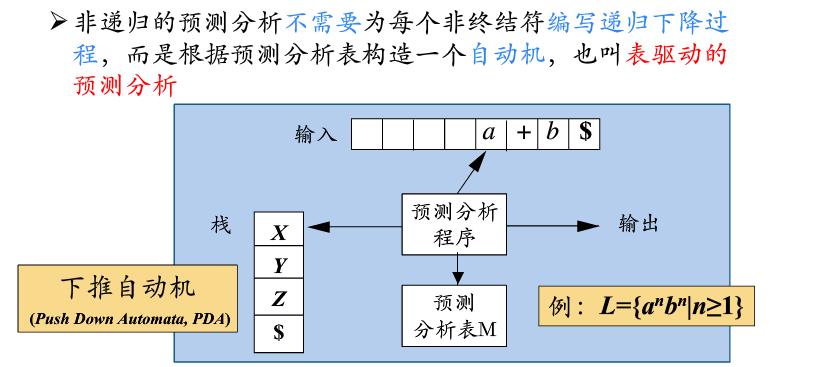 ➢ 非递归的预测分析不需要为每个非终结符编写递归下降过
程，而是根据预测分析表构造一个自动机，也叫表驱动的
预测分析
输入
a + b $
栈
X
Y
Z
$
预测分析
程序
输出
预测
分析表M
下推自动机
(Push Down Automata, PDA)
例：L={aⁿbⁿ|n≥1}